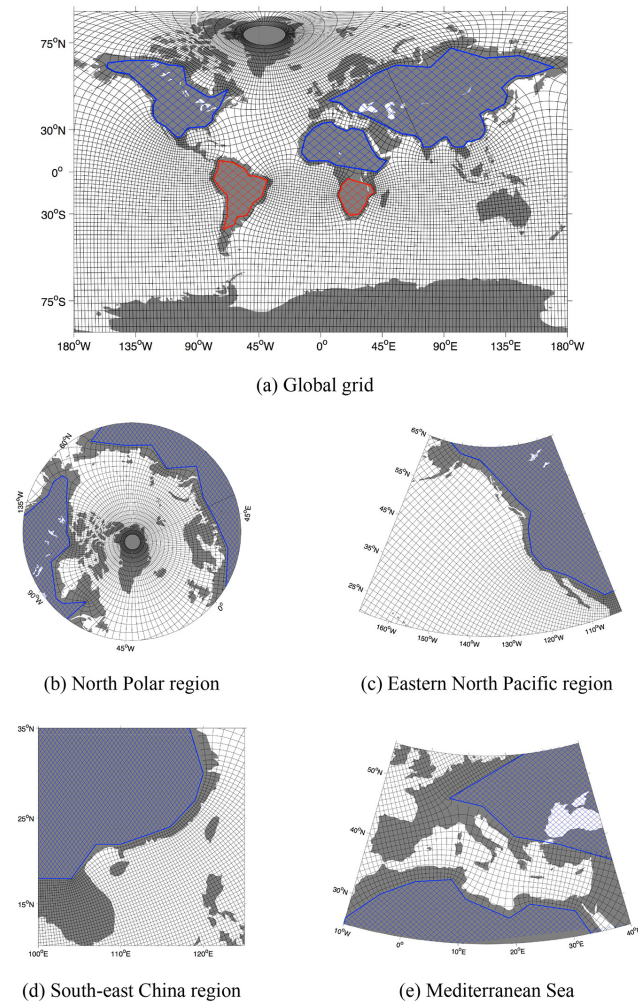 75°N
30°N
0°
30°S
75°S
180°W 135°W 90°W 45°W 0° 45°E 90°E 135°E 180°W
(a) Global grid
60°N
135°W
45°E
90°W
0°
45°W
(b) North Polar region
65°N
55°N
45°N
35°N
25°N
160°W 150°W 140°W 130°W 120°W 110°W
(c) Eastern North Pacific region
35°N
25°N
15°N
100°E 110°E 120°E
(d) South-east China region
50°N
40°N
30°N
10°W 0° 10°E 20°E 30°E 40°E
(e) Mediterranean Sea